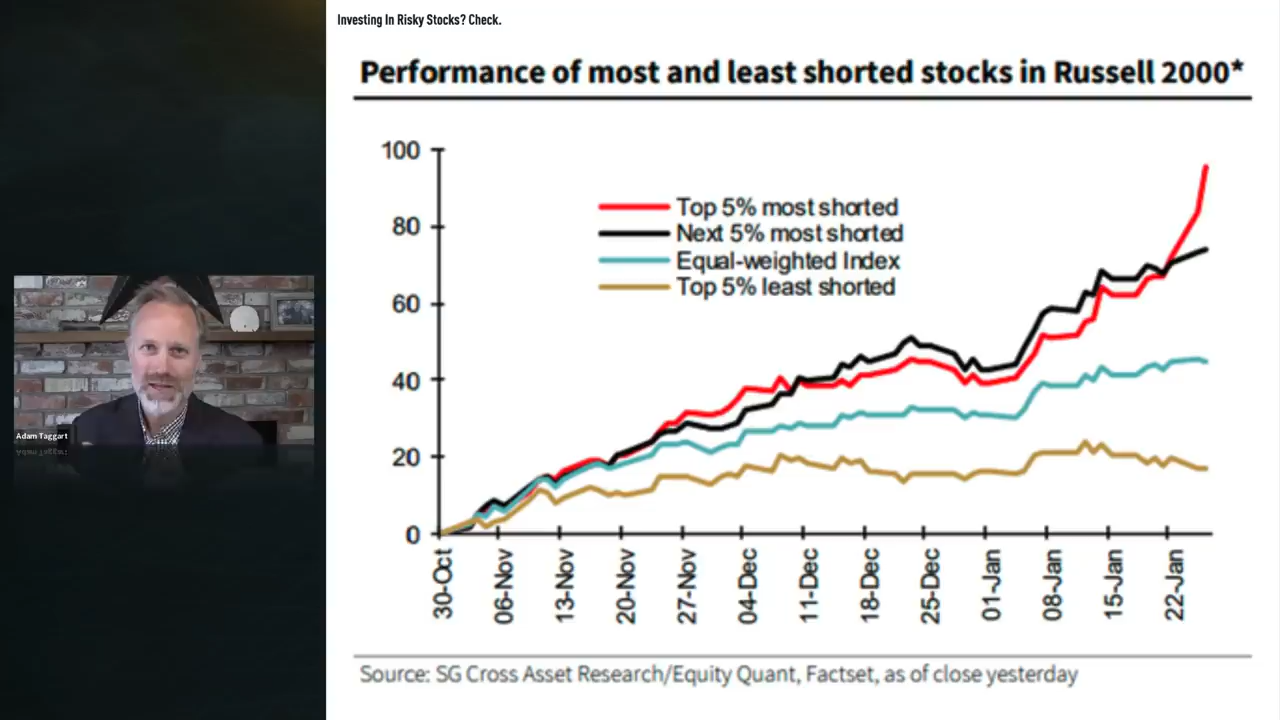 Investing In Risky Stocks? Check.
Performance of most and least shorted stocks in Russell 2000*
100
80
60
40
20
0
Top 5% most shorted
Next 5% most shorted
Equal-weighted Index
Top 5% least shorted
30-Oct
06-Nov
13-Nov
20-Nov
27-Nov
04-Dec
11-Dec
18-Dec
25-Dec
01-Jan
08-Jan
15-Jan
22-Jan
Source: SG Cross Asset Research/Equity Quant, Factset, as of close yesterday
Adam Taggart